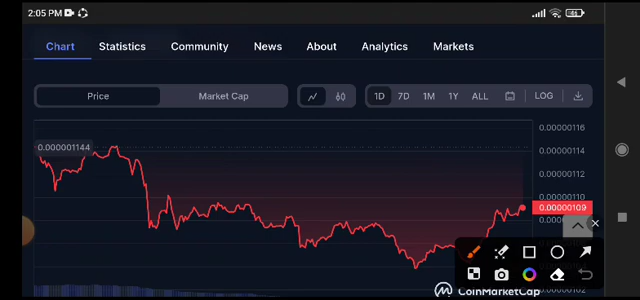 2:05 PM
Chart Statistics Community News About Analytics Markets
Price Market Cap 1D 7D 1M 1Y ALL LOG
0.00000116
0.000001144 0.00000114
0.00000112
0.00000110
0.00000109
CoinMarketCap